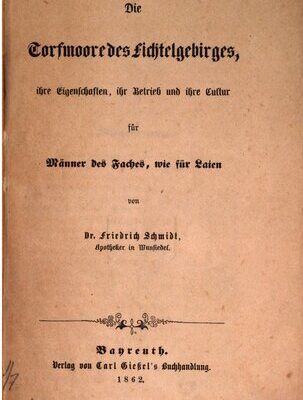 Die
Torfmoore des Fichtelgebirges,
ihre Eigenschaften, ihr Betrieb und ihre Cultur
für
Männer des Faches, wie für Laien
von
Dr. Friedrich Schmidt,
Apotheker in Wunsiedel.
Bayreuth.
Verlag von Carl Gießel's Buchhandlung.
1862.